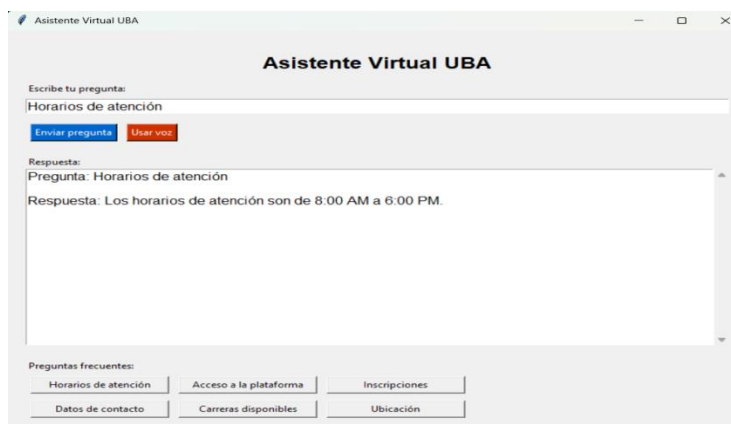 Asistente Virtual UBA
Asistente Virtual UBA
Escribe tu pregunta:
Horarios de atención
Enviar pregunta Usar voz
Respuesta:
Pregunta: Horarios de atención
Respuesta: Los horarios de atención son de 8:00 AM a 6:00 PM.
Preguntas frecuentes:
Horarios de atención Acceso a la plataforma Inscripciones
Datos de contacto Carreras disponibles Ubicación